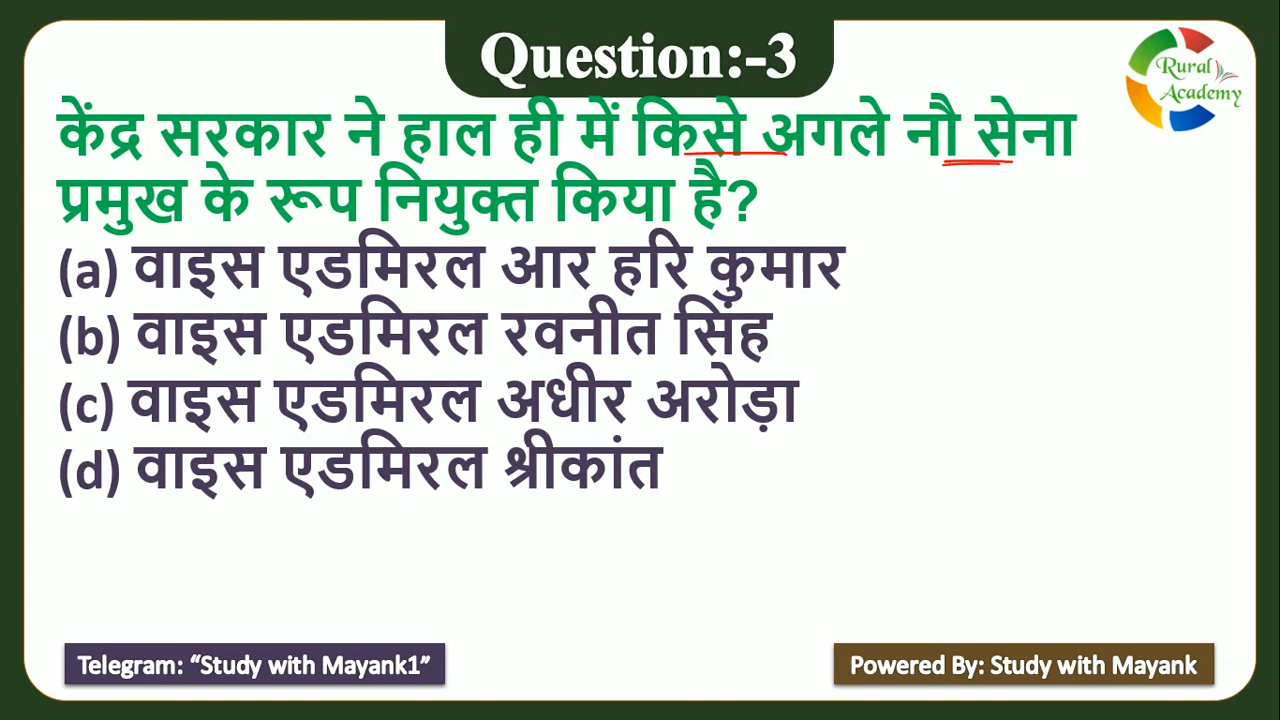 Question:-3
Rural
Academy
केंद्र सरकार ने हाल ही में किसे अगले नौ सेना
प्रमुख के रूप नियुक्त किया है?
(a) वाइस एडमिरल आर हरि कुमार
(b) वाइस एडमिरल रवनीत सिंह
(c) वाइस एडमिरल अधीर अरोड़ा
(d) वाइस एडमिरल श्रीकांत
Telegram: “Study with Mayank1”
Powered By: Study with Mayank